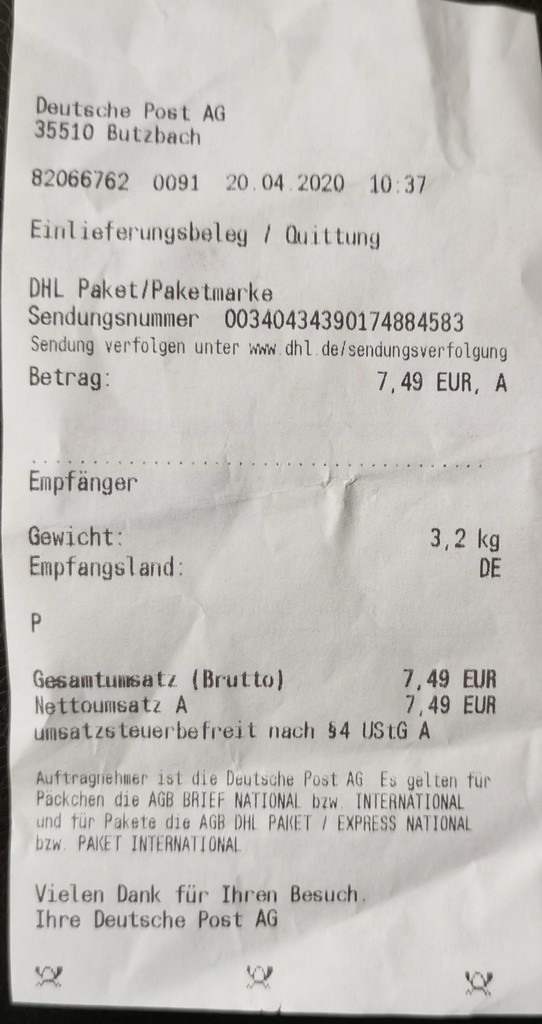 Deutsche Post AG
35510 Butzbach
82066762 0091 20.04.2020 10:37
Einlieferungsbeleg / Quittung
DHL Paket/Paketmarke
Sendungsnummer 00340434390174884583
Sendung verfolgen unter www.dhl.de/sendungsverfolgung
Betrag: 7,49 EUR, A
Empfänger
Gewicht: 3,2 kg
Empfangsland: DE
P
Gesamtumsatz (Brutto) 7,49 EUR
Nettoumsatz A 7,49 EUR
umsatzsteuerbefreit nach §4 UStG A
Auftragnehmer ist die Deutsche Post AG. Es gelten für
Päckchen die AGB BRIEF NATIONAL bzw. INTERNATIONAL
und für Pakete die AGB DHL PAKET / EXPRESS NATIONAL
bzw. PAKET INTERNATIONAL
Vielen Dank für Ihren Besuch.
Ihre Deutsche Post AG